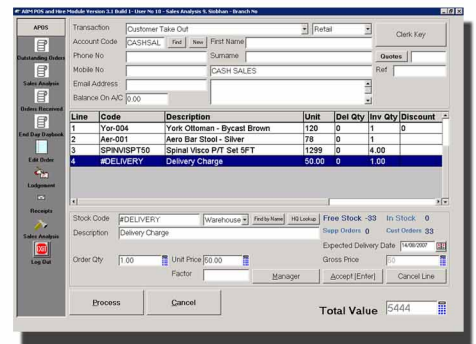 ABM POS and Hire Module Version 3.1 Build 1 - User No 10 - Sales Analysis S. Siobhan - Branch No
APOS
Outstanding Orders
Sales Analysis
Orders Received
End Day Daybook
Edit Order
Lodgement
Receipts
Sales Analysis
Log Out
Transaction Customer Take Out Retail
Clerk Key
Account Code CASHSAL Find New First Name
Phone No Surname Quotes
Mobile No CASH SALES Ref
Email Address
Balance On A/C 0.00
Line Code Description Unit Del Qty Inv Qty Discount
1 Yor-004 York Ottoman - Bycast Brown 120 0 1 0
2 Aer-001 Aero Bar Stool - Silver 78 0 1
3 SPINVISPT50 Spinal Visco P/T Set 5FT 1299 0 4.00
4 #DELIVERY Delivery Charge 50.00 0 1.00
Stock Code #DELIVERY Warehouse Find by Name HQ Lookup Free Stock -33 In Stock 0
Description Delivery Charge Supp Orders 0 Cust Orders 33
Expected Delivery Date 14/08/2007
Order Qty 1.00 Unit Price 50.00 Gross Price 50
Factor Manager Accept [Enter] Cancel Line
Process Cancel
Total Value 5444